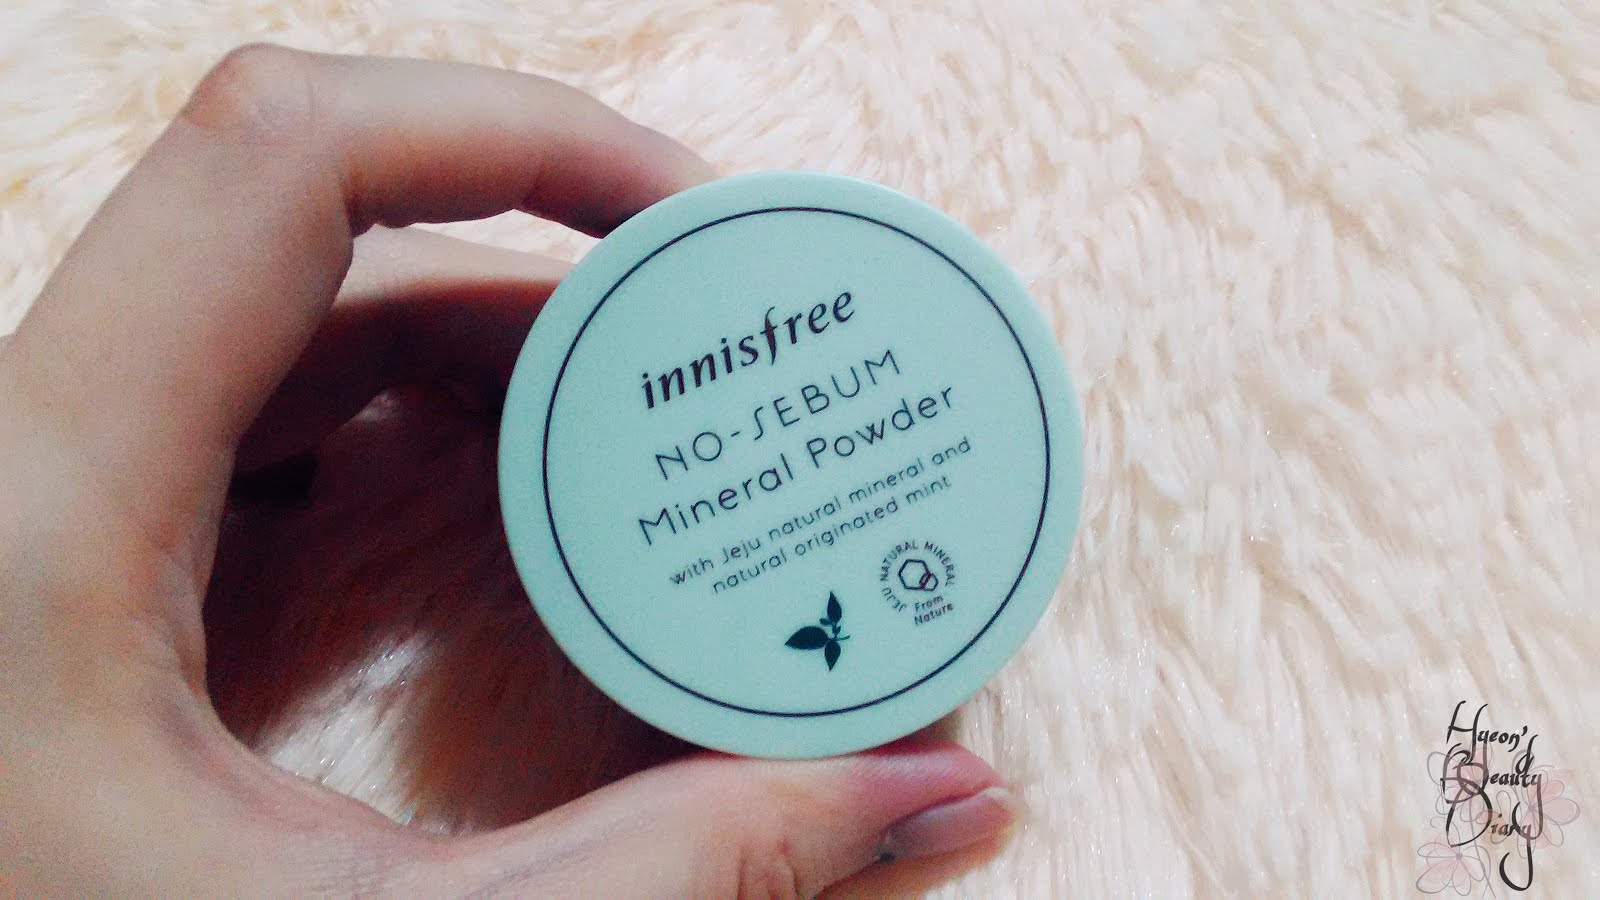 innisfree
NO-SEBUM
Mineral Powder
with Jeju natural mineral and
natural originated mint
JEJU NATURAL MINERAL
From
Nature
Hyeon's
Beauty
Diary